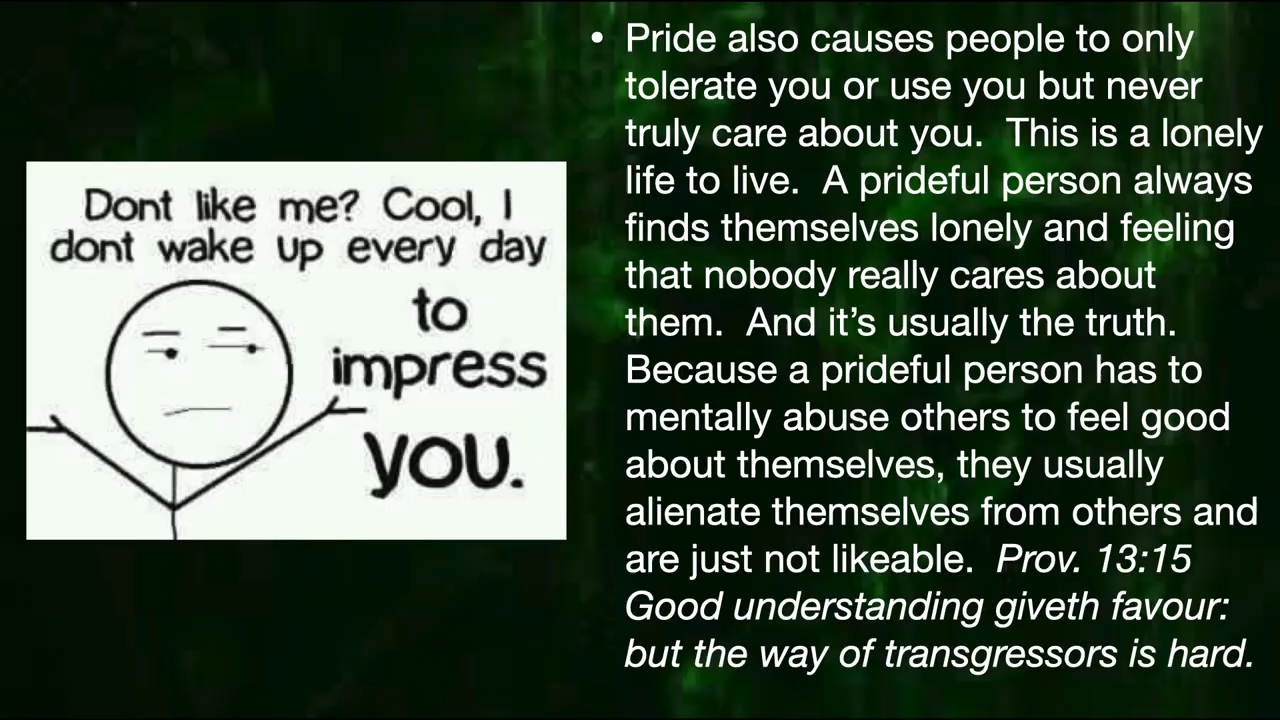 Dont like me? Cool, I
dont wake up every day
to
impress
you.
• Pride also causes people to only
tolerate you or use you but never
truly care about you.  This is a lonely
life to live.  A prideful person always
finds themselves lonely and feeling
that nobody really cares about
them.  And it’s usually the truth.
Because a prideful person has to
mentally abuse others to feel good
about themselves, they usually
alienate themselves from others and
are just not likeable.  Prov. 13:15
Good understanding giveth favour:
but the way of transgressors is hard.